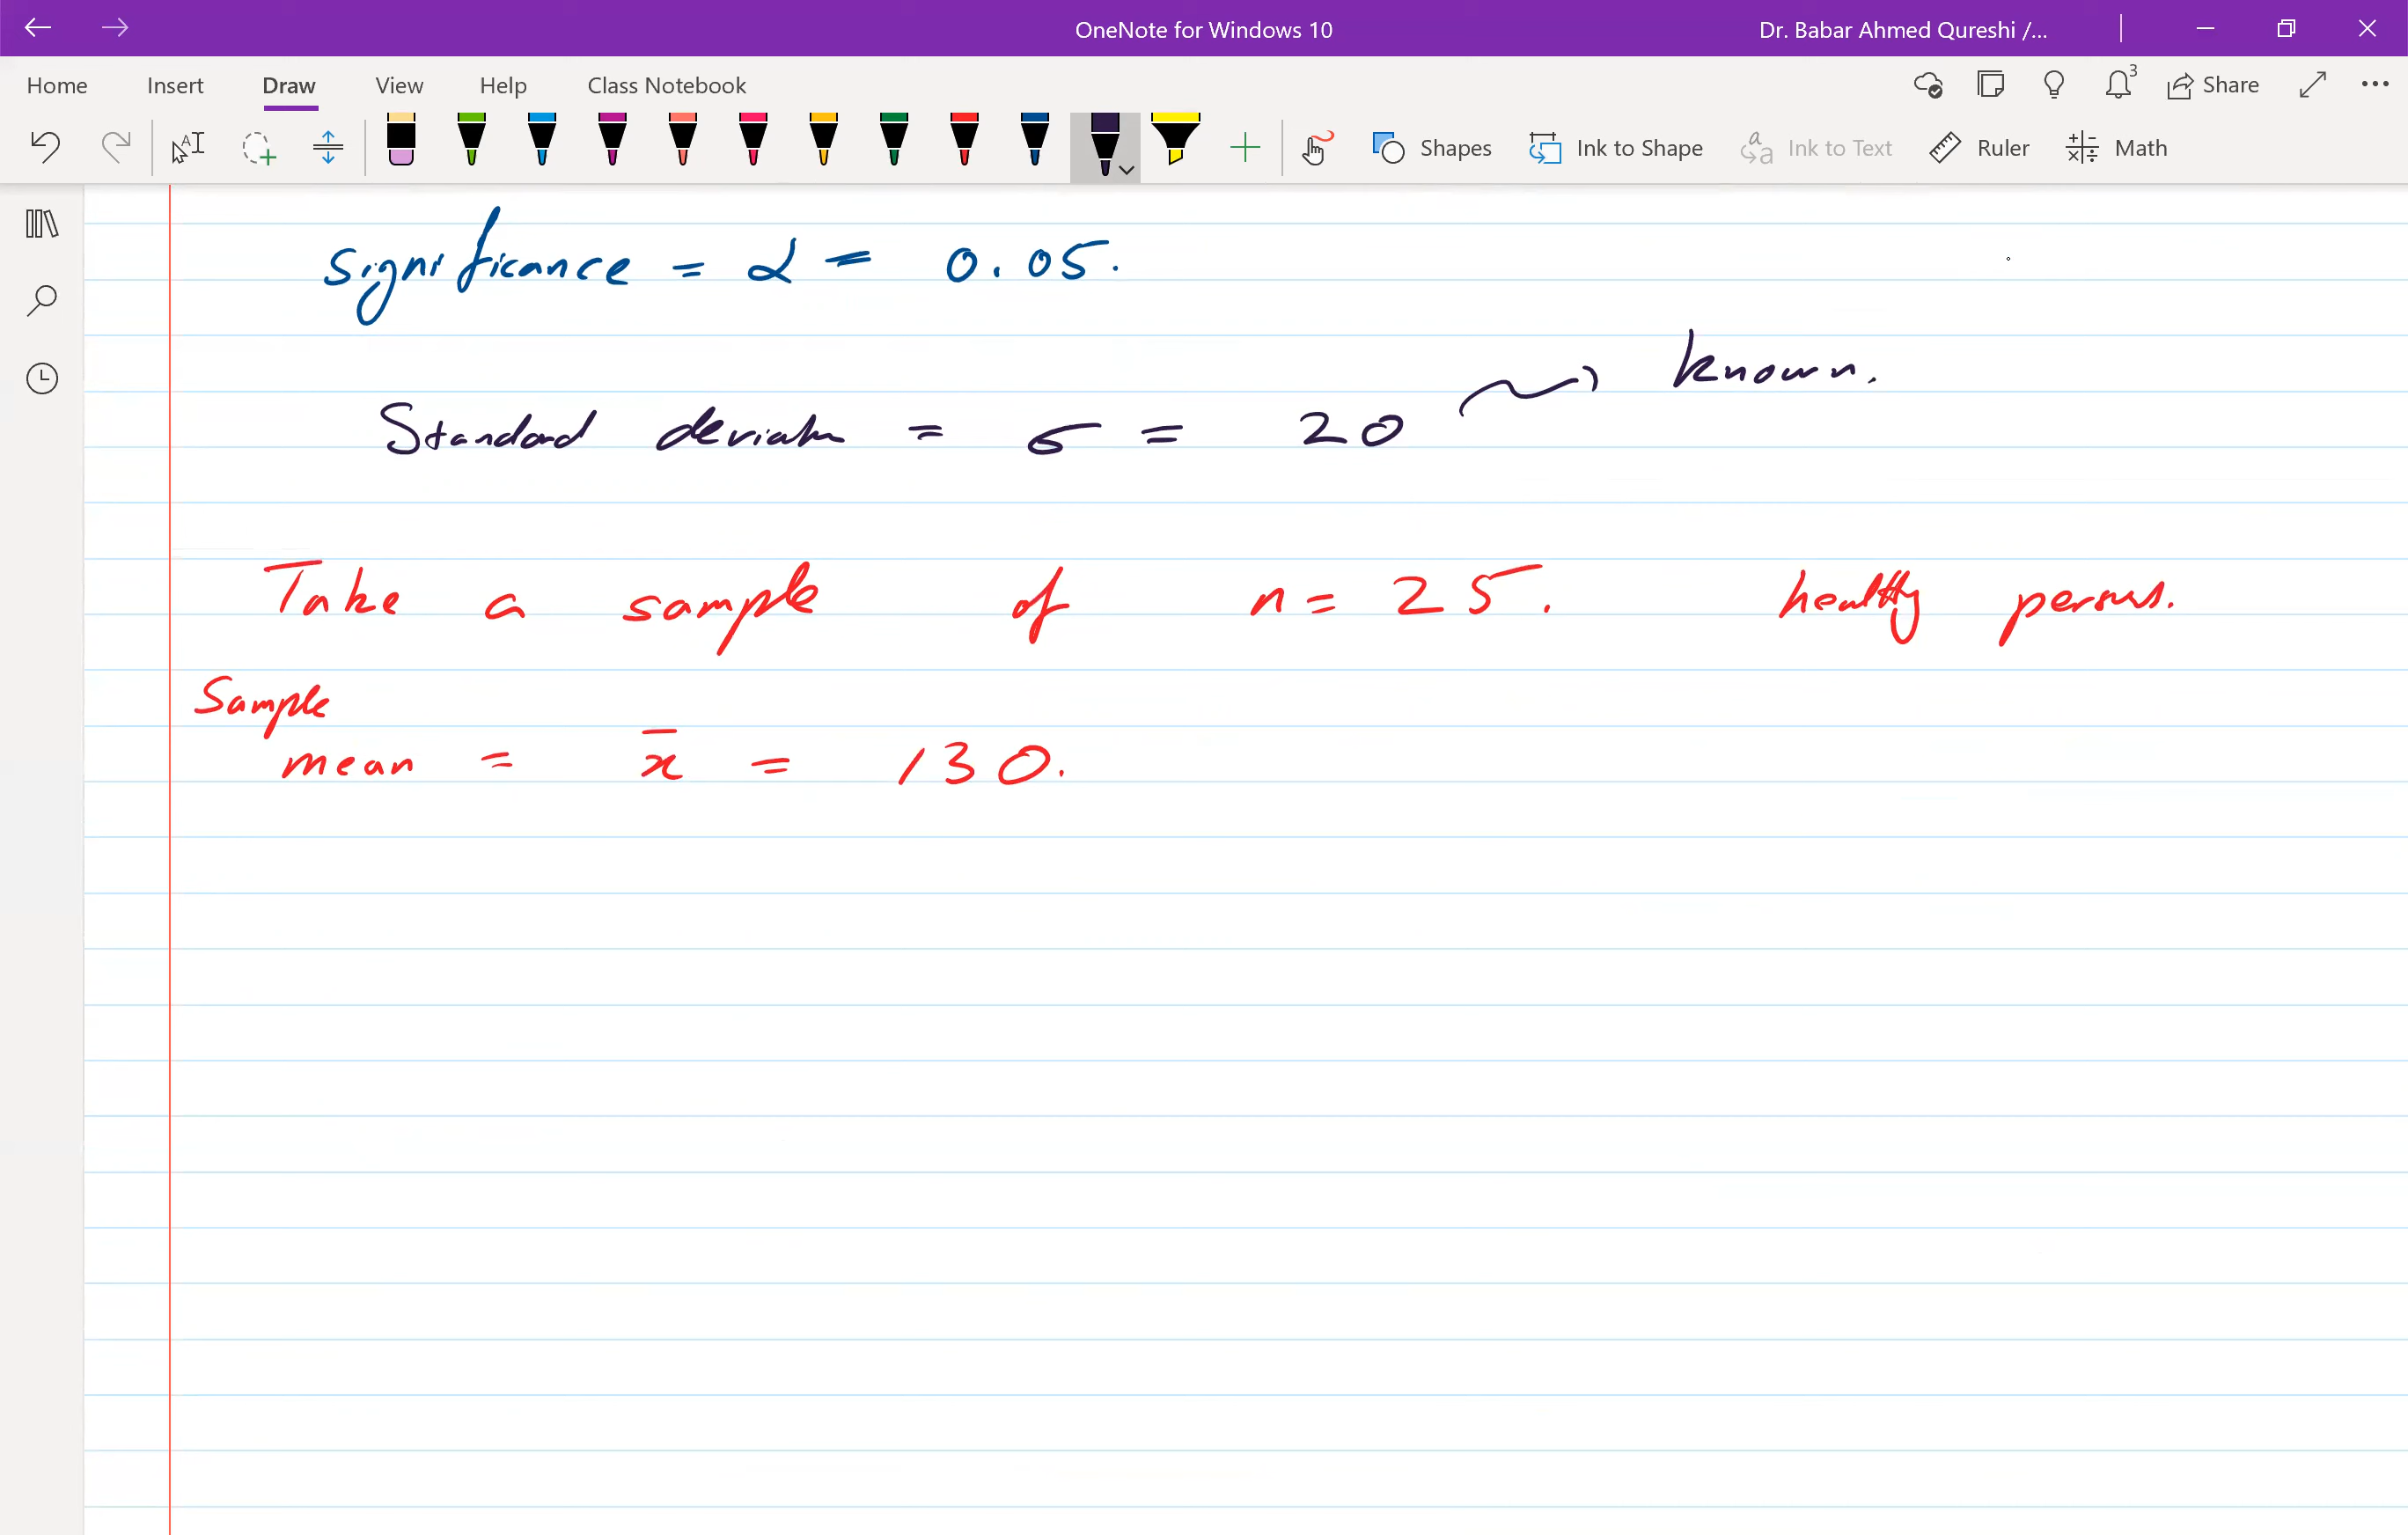 OneNote for Windows 10
Dr. Babar Ahmed Qureshi /...
Home Insert Draw View Help Class Notebook
3 Share
Shapes Ink to Shape Ink to Text Ruler Math
significance = α = 0.05.
known.
Standard = σ = 20
Take a sample of n = 25. healthy persons.
Sample
mean = x̄ = 130.